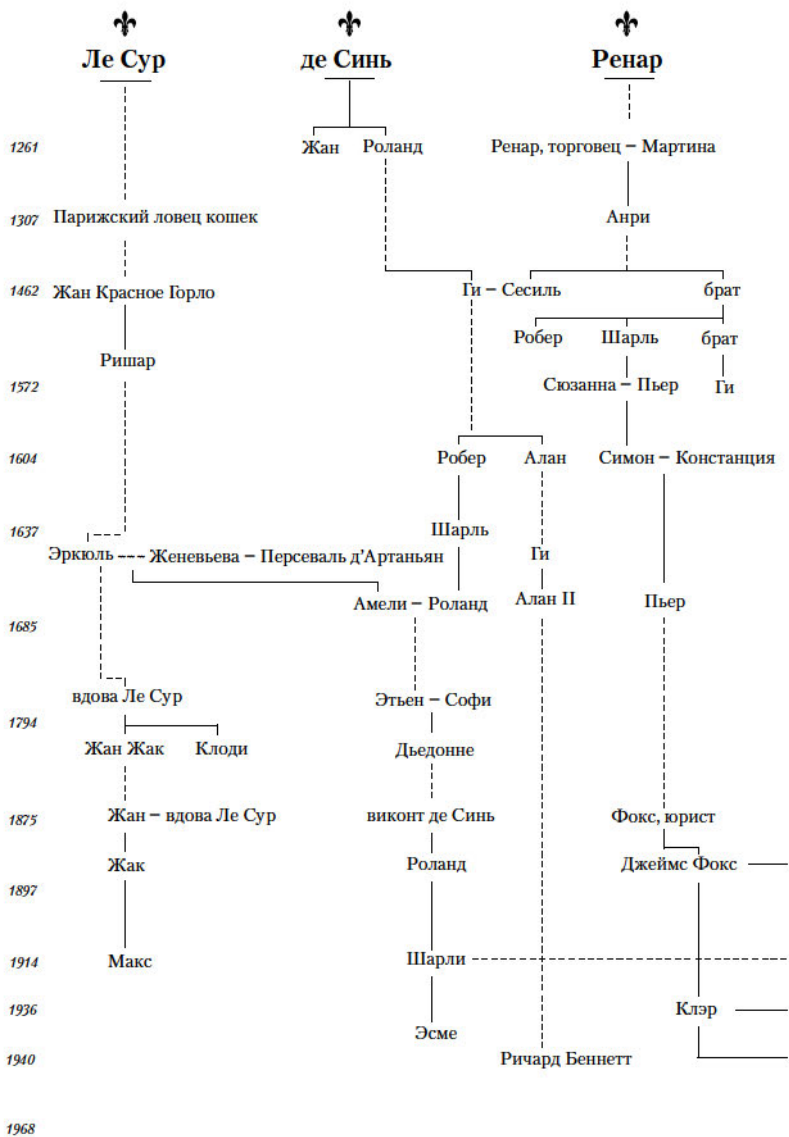 Ле Сур де Синь Ренар
1261 Жан Роланд Ренар, торговец – Мартина
1307 Парижский ловец кошек Анри
1462 Жан Красное Горло Ги – Сесиль брат
Робер Шарль брат
Ришар
1572 Сюзанна – Пьер Ги
1604 Робер Алан Симон – Констанция
1637 Шарль
Эркюль Женевьева – Персеваль д’Артаньян Ги
Амели – Роланд Алан II Пьер
1685
вдова Ле Сур Этьен – Софи
1794
Жан Жак Клоди Дьедонне
1875 Жан – вдова Ле Сур виконт де Синь Фокс, юрист
Жак Роланд Джеймс Фокс
1897
1914 Макс Шарли
1936 Клэр
Эсме
1940 Ричард Беннетт
1968